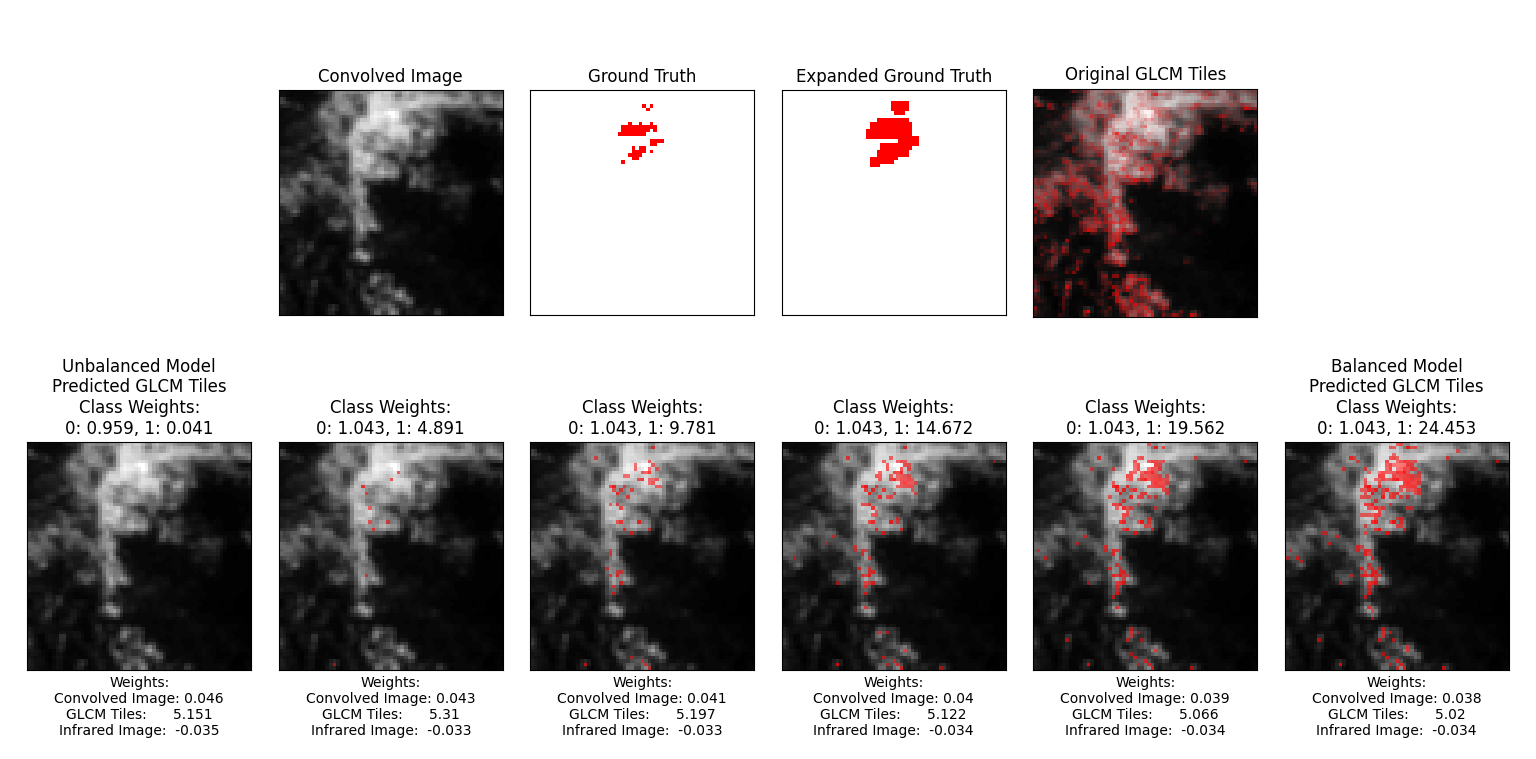 Convolved Image
Ground Truth
Expanded Ground Truth
Original GLCM Tiles
Unbalanced Model
Predicted GLCM Tiles
Class Weights:
0: 0.959, 1: 0.041
Class Weights:
0: 1.043, 1: 4.891
Class Weights:
0: 1.043, 1: 9.781
Class Weights:
0: 1.043, 1: 14.672
Class Weights:
0: 1.043, 1: 19.562
Balanced Model
Predicted GLCM Tiles
Class Weights:
0: 1.043, 1: 24.453
Weights:
Convolved Image: 0.046
GLCM Tiles: 5.151
Infrared Image: -0.035
Weights:
Convolved Image: 0.043
GLCM Tiles: 5.31
Infrared Image: -0.033
Weights:
Convolved Image: 0.041
GLCM Tiles: 5.197
Infrared Image: -0.033
Weights:
Convolved Image: 0.04
GLCM Tiles: 5.122
Infrared Image: -0.034
Weights:
Convolved Image: 0.039
GLCM Tiles: 5.066
Infrared Image: -0.034
Weights:
Convolved Image: 0.038
GLCM Tiles: 5.02
Infrared Image: -0.034